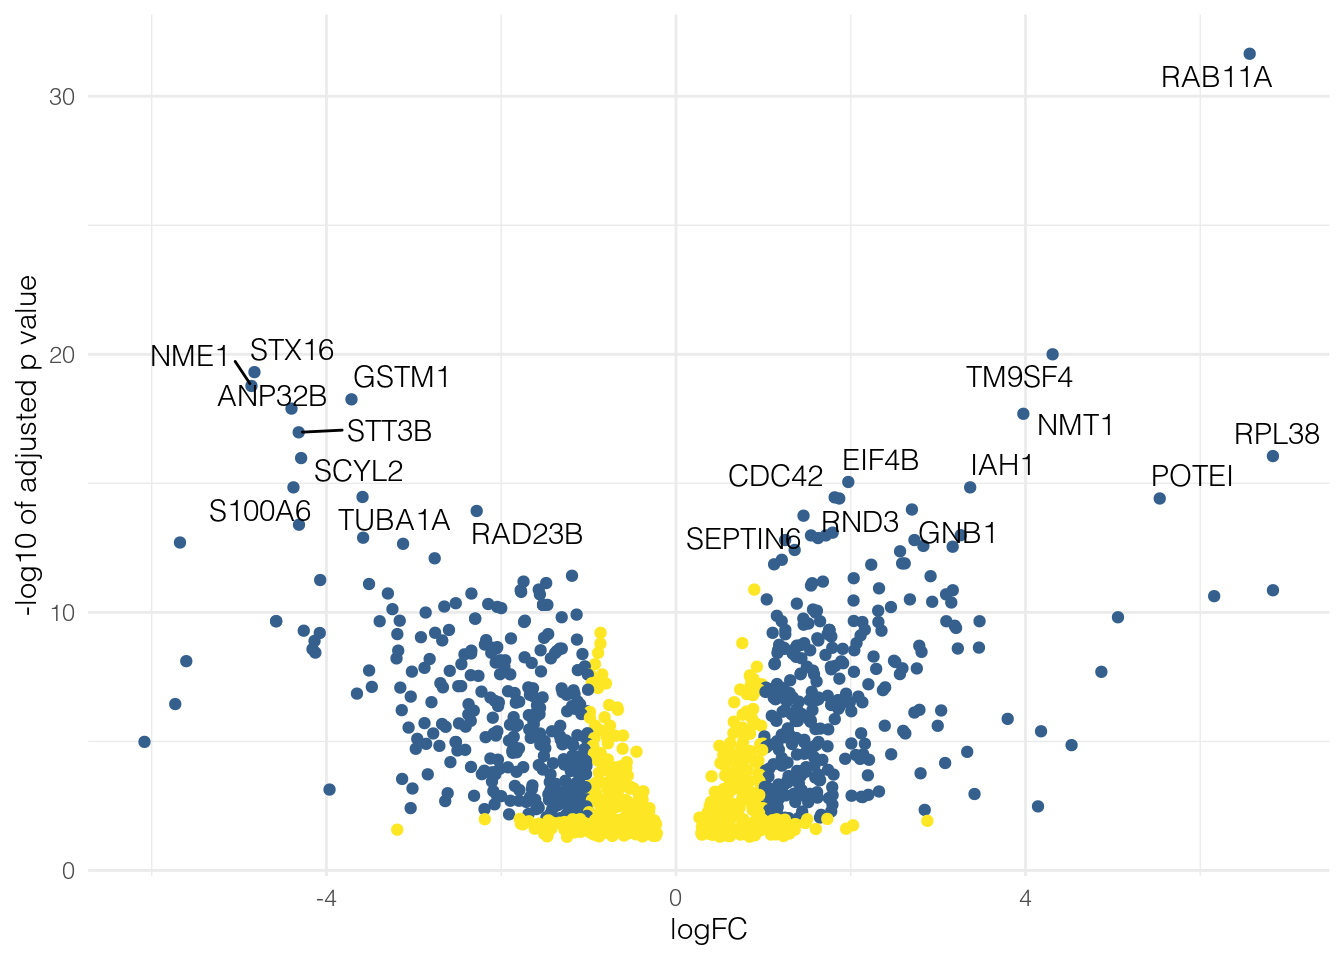 RAB11A
30
NME1
STX16
20
TM9SF4
GSTM1
ANP32B
NMT1
STT3B
RPL38
SCYL2
CDC42
EIF4B
IAH1
POTEI
S100A6
TUBA1A
RAD23B
SEPTIN6
RND3
GNB1
10
0
-log10 of adjusted p value
-4
0
4
logFC